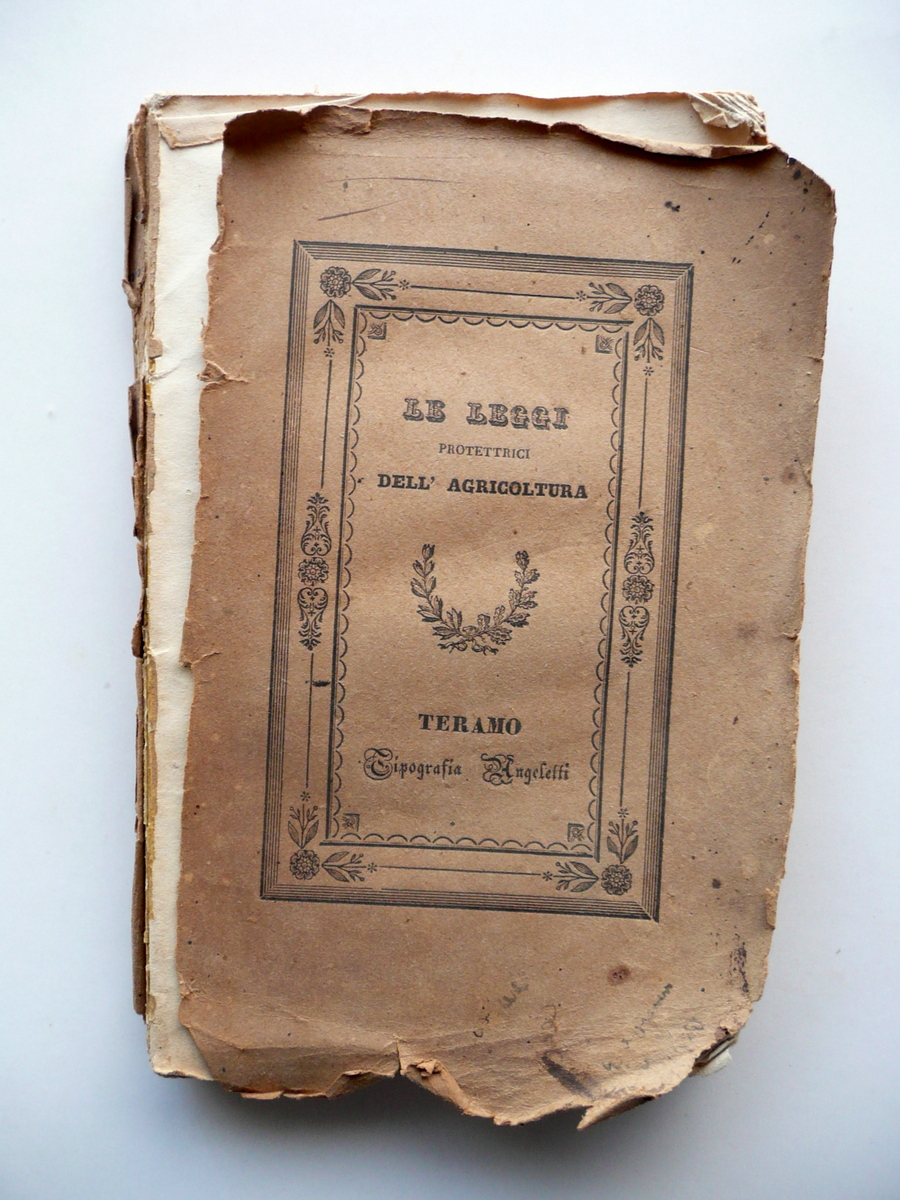 LE LEGGI
PROTETTRICI
DELL' AGRICOLTURA
TERAMO
Tipografia Angeletti